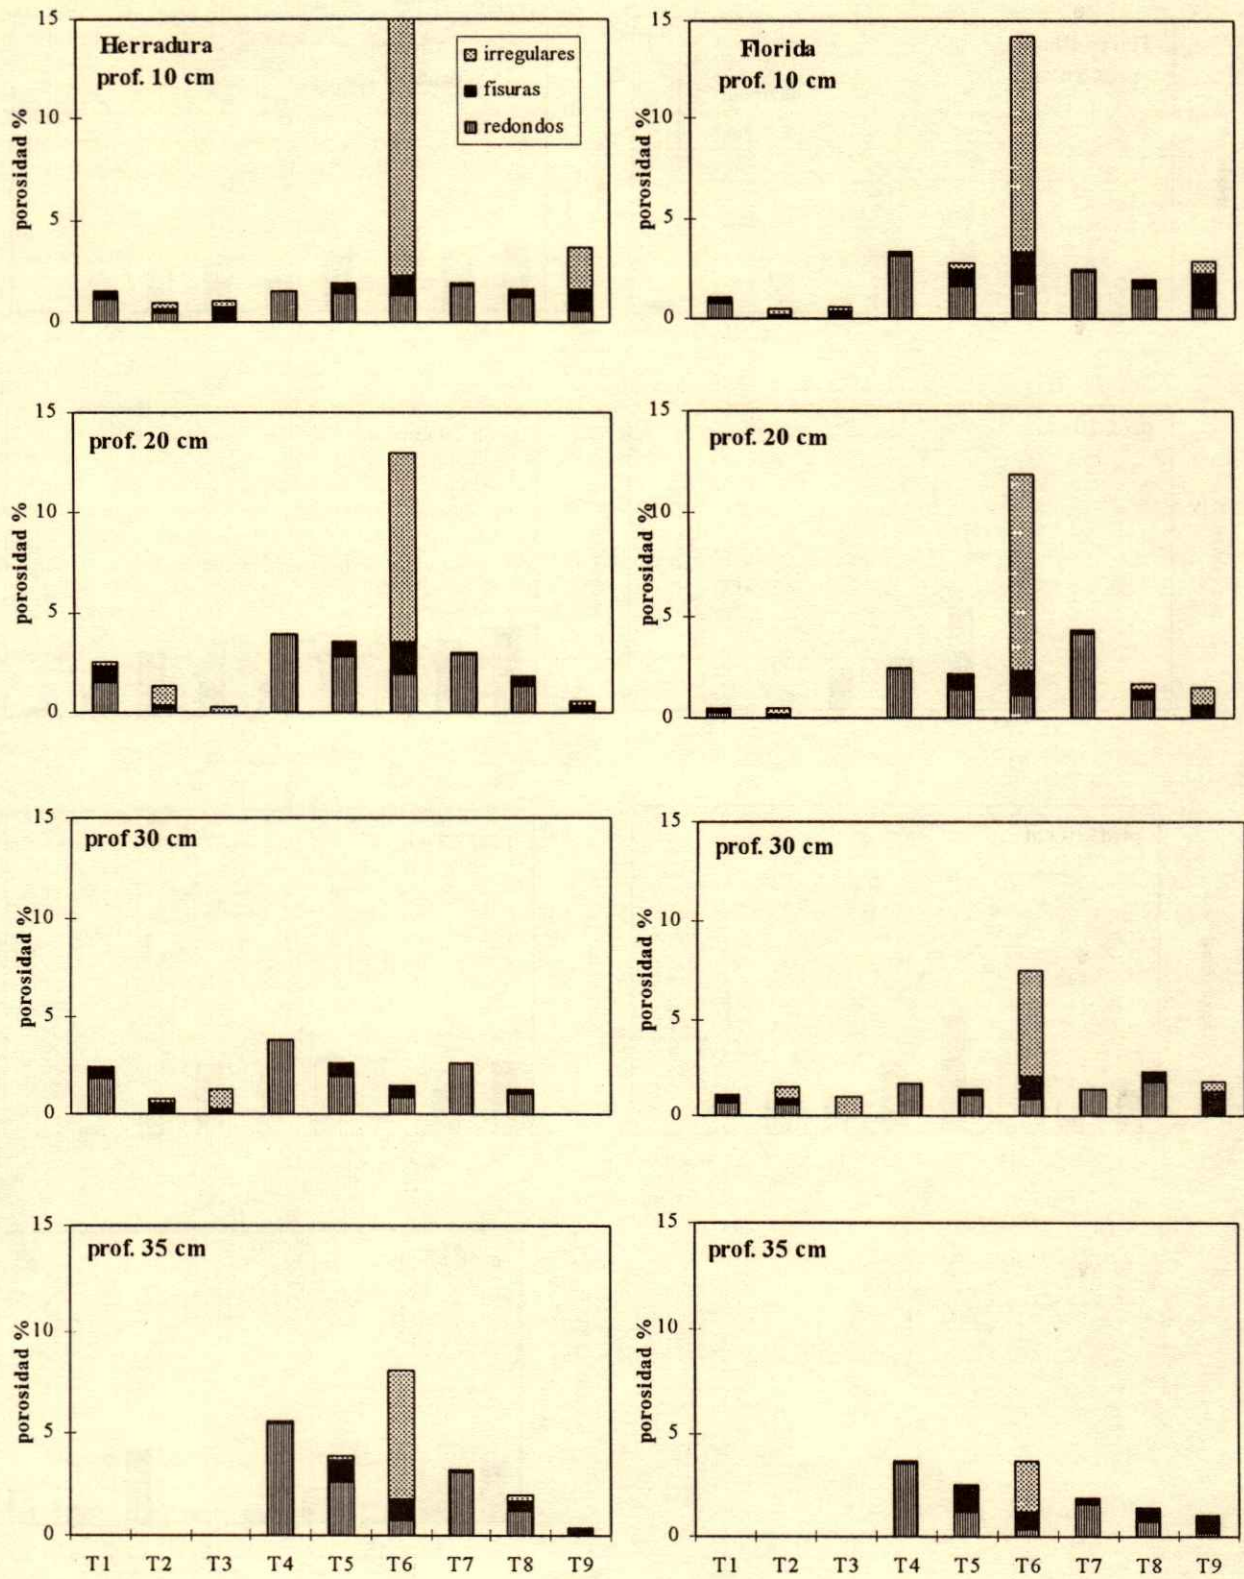 Herradura
prof. 10 cm
irregulares
fisuras
redondos
porosidad %
15
10
5
0
Florida
prof. 10 cm
porosidad %
15
10
5
0
prof. 20 cm
porosidad %
15
10
5
0
prof. 20 cm
porosidad %
15
10
5
0
prof 30 cm
porosidad %
15
10
5
0
prof. 30 cm
porosidad %
15
10
5
0
prof. 35 cm
porosidad %
15
10
5
0
T1 T2 T3 T4 T5 T6 T7 T8 T9
prof. 35 cm
porosidad %
15
10
5
0
T1 T2 T3 T4 T5 T6 T7 T8 T9